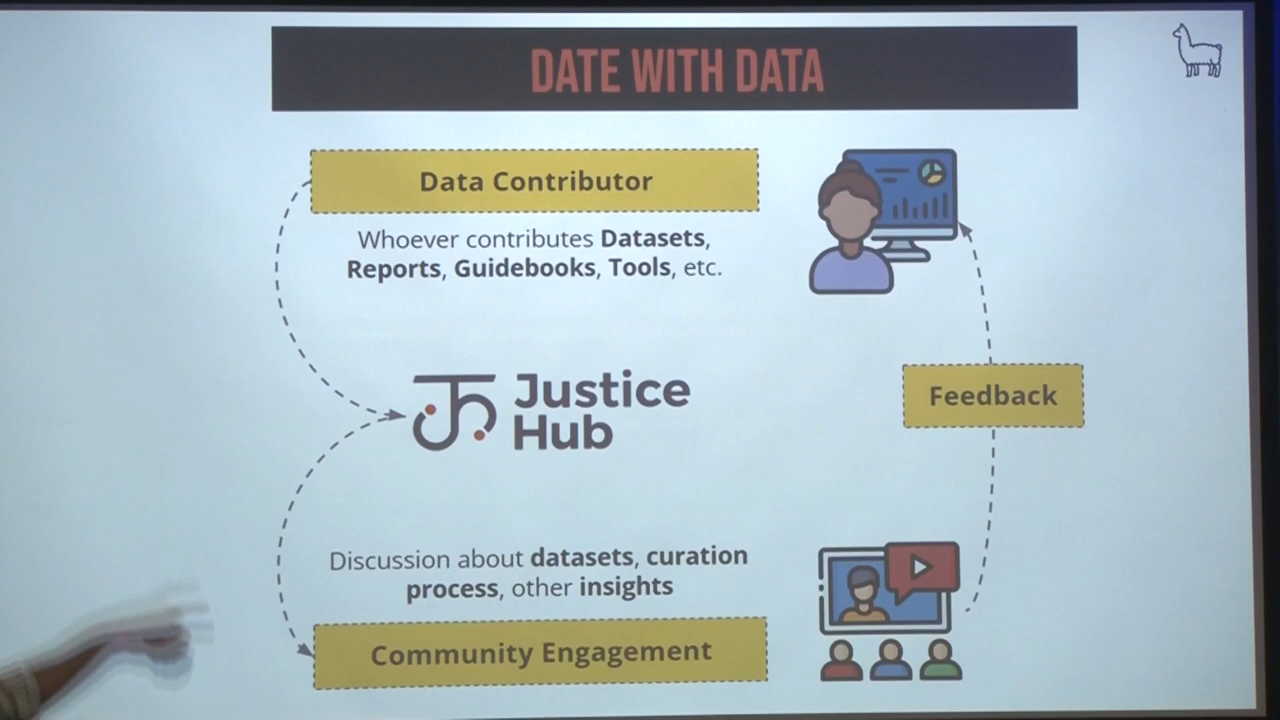 DATE WITH DATA
Data Contributor
Whoever contributes Datasets,
Reports, Guidebooks, Tools, etc.
Justice
Hub
Feedback
Discussion about datasets, curation
process, other insights
Community Engagement